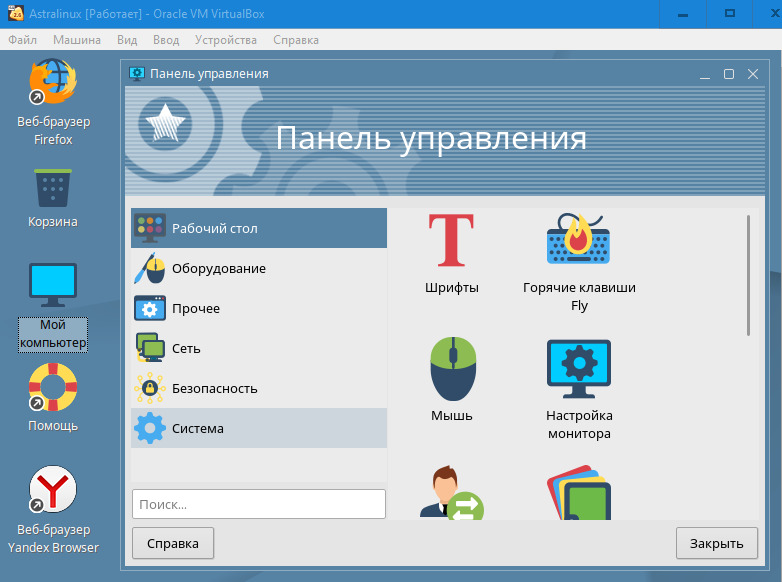 Astralinux [Работает] - Oracle VM VirtualBox
Файл Машина Вид Ввод Устройства Справка
Веб-браузер
Firefox
Корзина
Мой
компьютер
Помощь
Веб-браузер
Yandex Browser
Панель управления
Панель управления
Рабочий стол
Оборудование
Прочее
Сеть
Безопасность
Система
Поиск...
Шрифты
Горячие клавиши
Fly
Мышь
Настройка
монитора
Справка
Закрыть